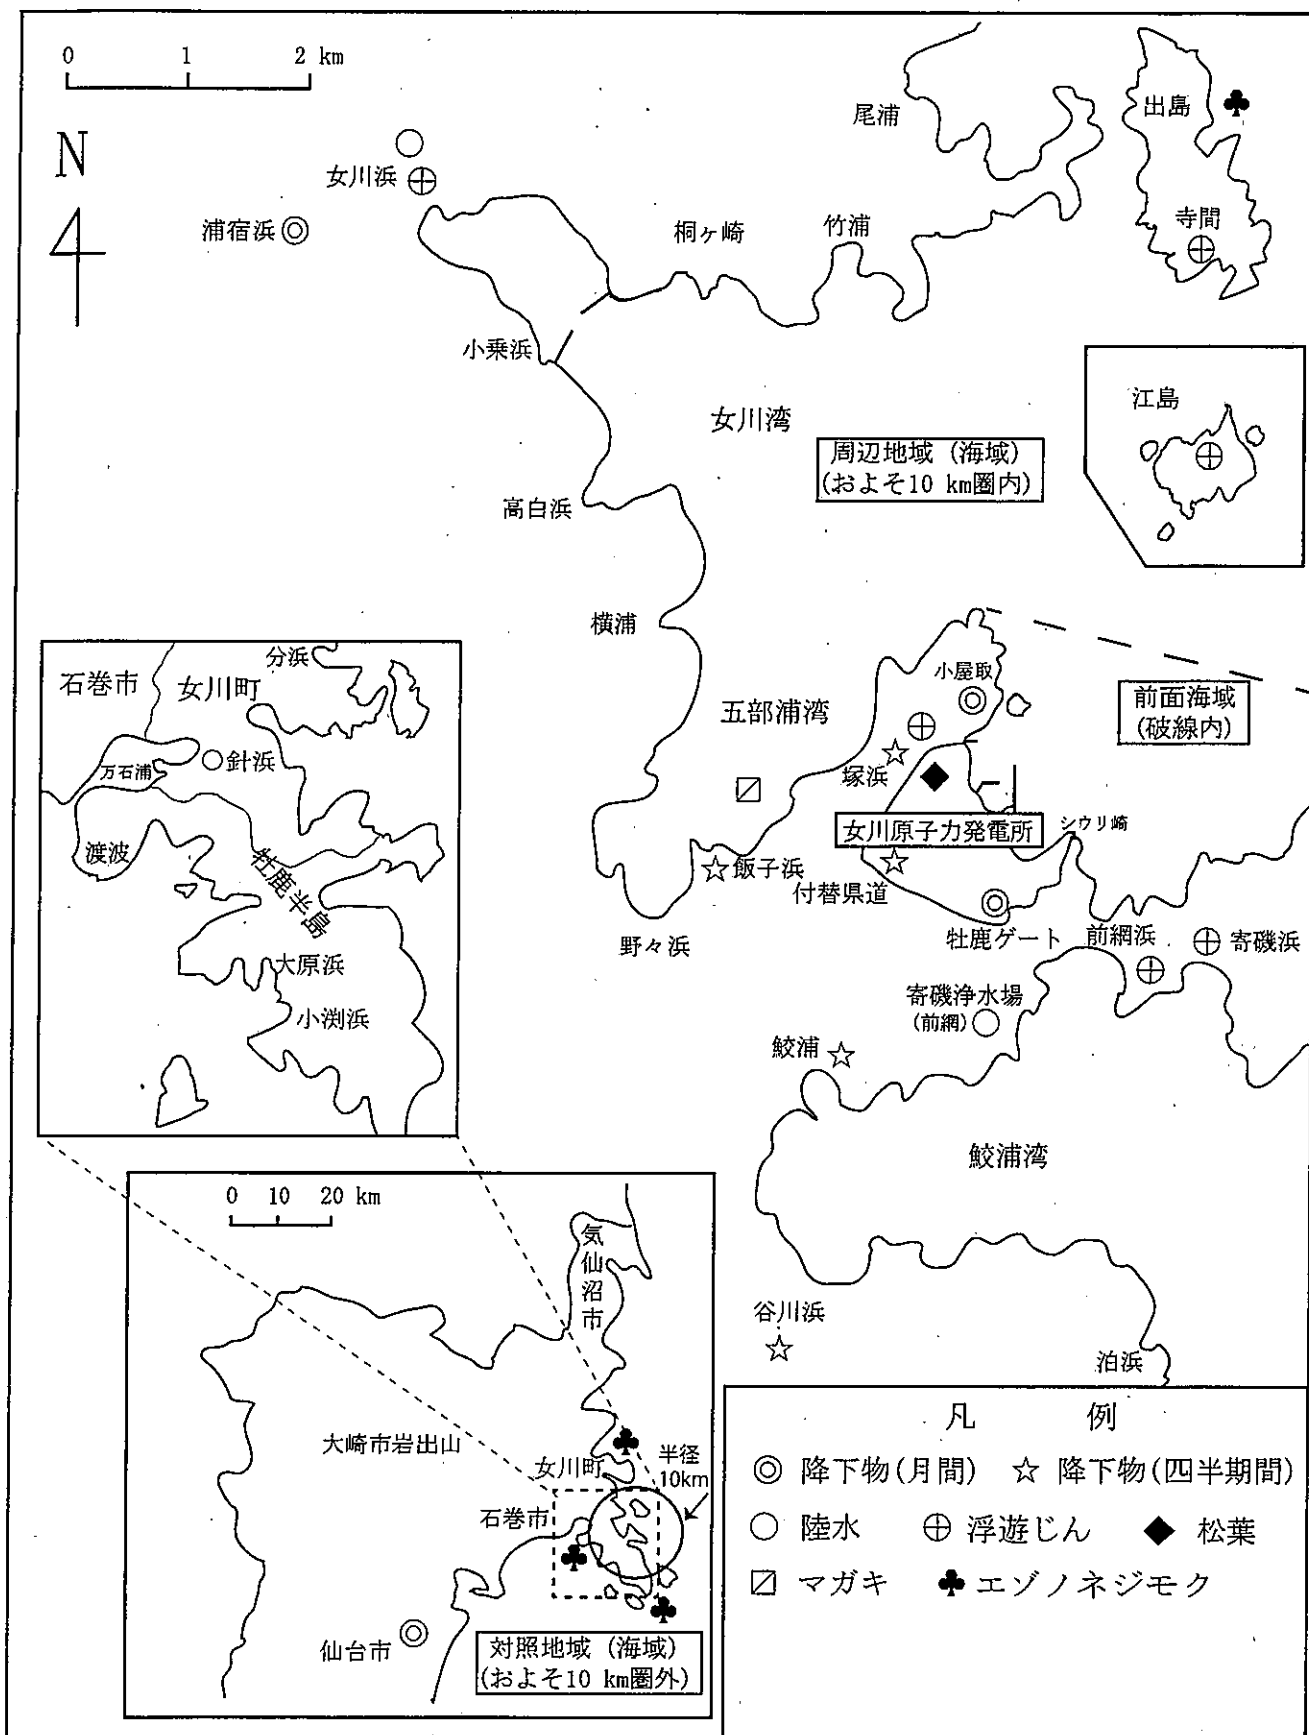 0 1 2 km
N
女川浜
浦宿浜
尾浦
出島
寺間
桐ヶ崎
竹浦
小乗浜
女川湾
周辺地域 (海域)
(およそ10 km圏内)
江島
高白浜
横浦
五部浦湾
小屋取
前面海域
(破線内)
塚浜
女川原子力発電所
シウリ崎
飯子浜
付替県道
野々浜
牡鹿ゲート
前網浜
寄磯浜
寄磯浄水場
(前網)
鮫浦
鮫浦湾
谷川浜
泊浜
石巻市
女川町
分浜
万石浦
針浜
渡波
牡鹿半島
大原浜
小渕浜
0 10 20 km
気仙沼市
大崎市岩出山
女川町
半径
10km
石巻市
仙台市
対照地域 (海域)
(およそ10 km圏外)
凡 例
降下物(月間) 降下物(四半期間)
陸水 浮遊じん 松葉
マガキ エゾノネジモク